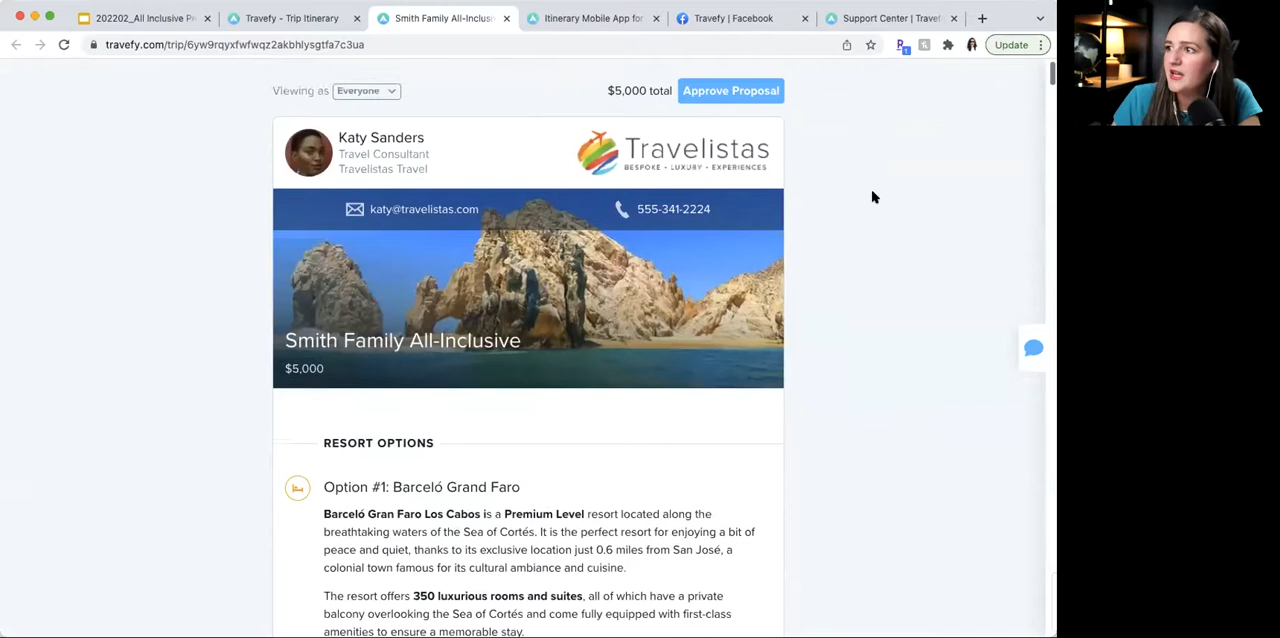 202202_All Inclusive Pr
Travefy - Trip Itinerary
Smith Family All-Inclusi
Itinerary Mobile App for
Travefy | Facebook
Support Center | Travef
travefy.com/trip/6yw9rqyxfwfwqz2akbhlysgtfa7c3ua
1
Update
Viewing as Everyone
$5,000 total Approve Proposal
Katy Sanders
Travel Consultant
Travelistas Travel
Travelistas
BESPOKE • LUXURY • EXPERIENCES
katy@travelistas.com
555-341-2224
Smith Family All-Inclusive
$5,000
RESORT OPTIONS
Option #1: Barceló Grand Faro
Barceló Gran Faro Los Cabos is a Premium Level resort located along the
breathtaking waters of the Sea of Cortés. It is the perfect resort for enjoying a bit of
peace and quiet, thanks to its exclusive location just 0.6 miles from San José, a
colonial town famous for its cultural ambiance and cuisine.
The resort offers 350 luxurious rooms and suites, all of which have a private
balcony overlooking the Sea of Cortés and come fully equipped with first-class
amenities to ensure a memorable stay.